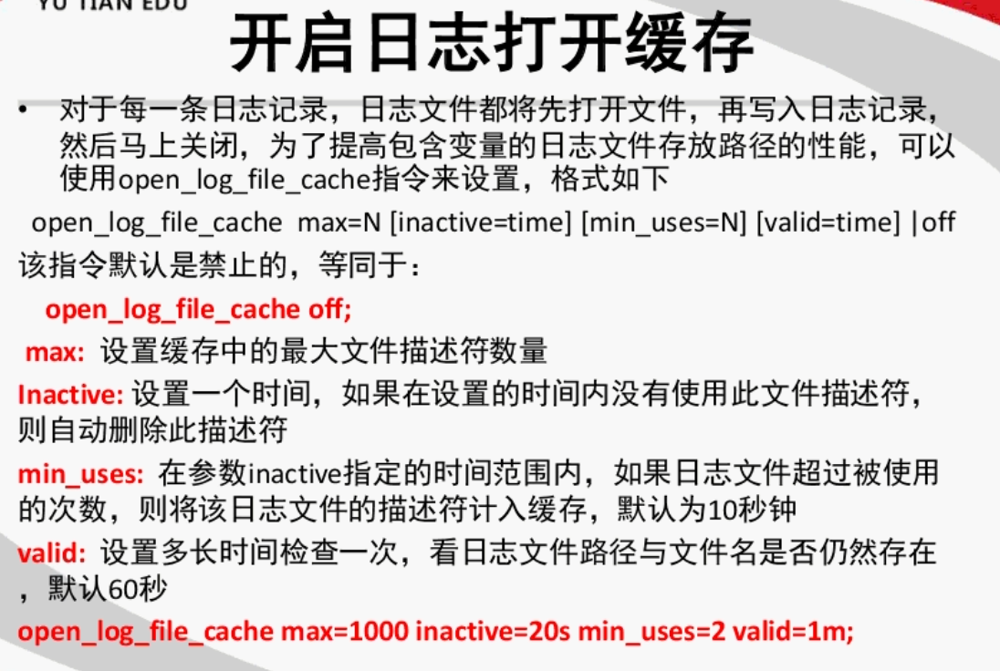 YU TIAN EDU
开启日志打开缓存
• 对于每一条日志记录，日志文件都将先打开文件，再写入日志记录，
然后马上关闭，为了提高包含变量的日志文件存放路径的性能，可以
使用open_log_file_cache指令来设置，格式如下
open_log_file_cache max=N [inactive=time] [min_uses=N] [valid=time] |off
该指令默认是禁止的，等同于：
open_log_file_cache off;
max: 设置缓存中的最大文件描述符数量
Inactive: 设置一个时间，如果在设置的时间内没有使用此文件描述符，
则自动删除此描述符
min_uses: 在参数inactive指定的时间范围内，如果日志文件超过被使用
的次数，则将该日志文件的描述符计入缓存，默认为10秒钟
valid: 设置多长时间检查一次，看日志文件路径与文件名是否仍然存在
，默认60秒
open_log_file_cache max=1000 inactive=20s min_uses=2 valid=1m;